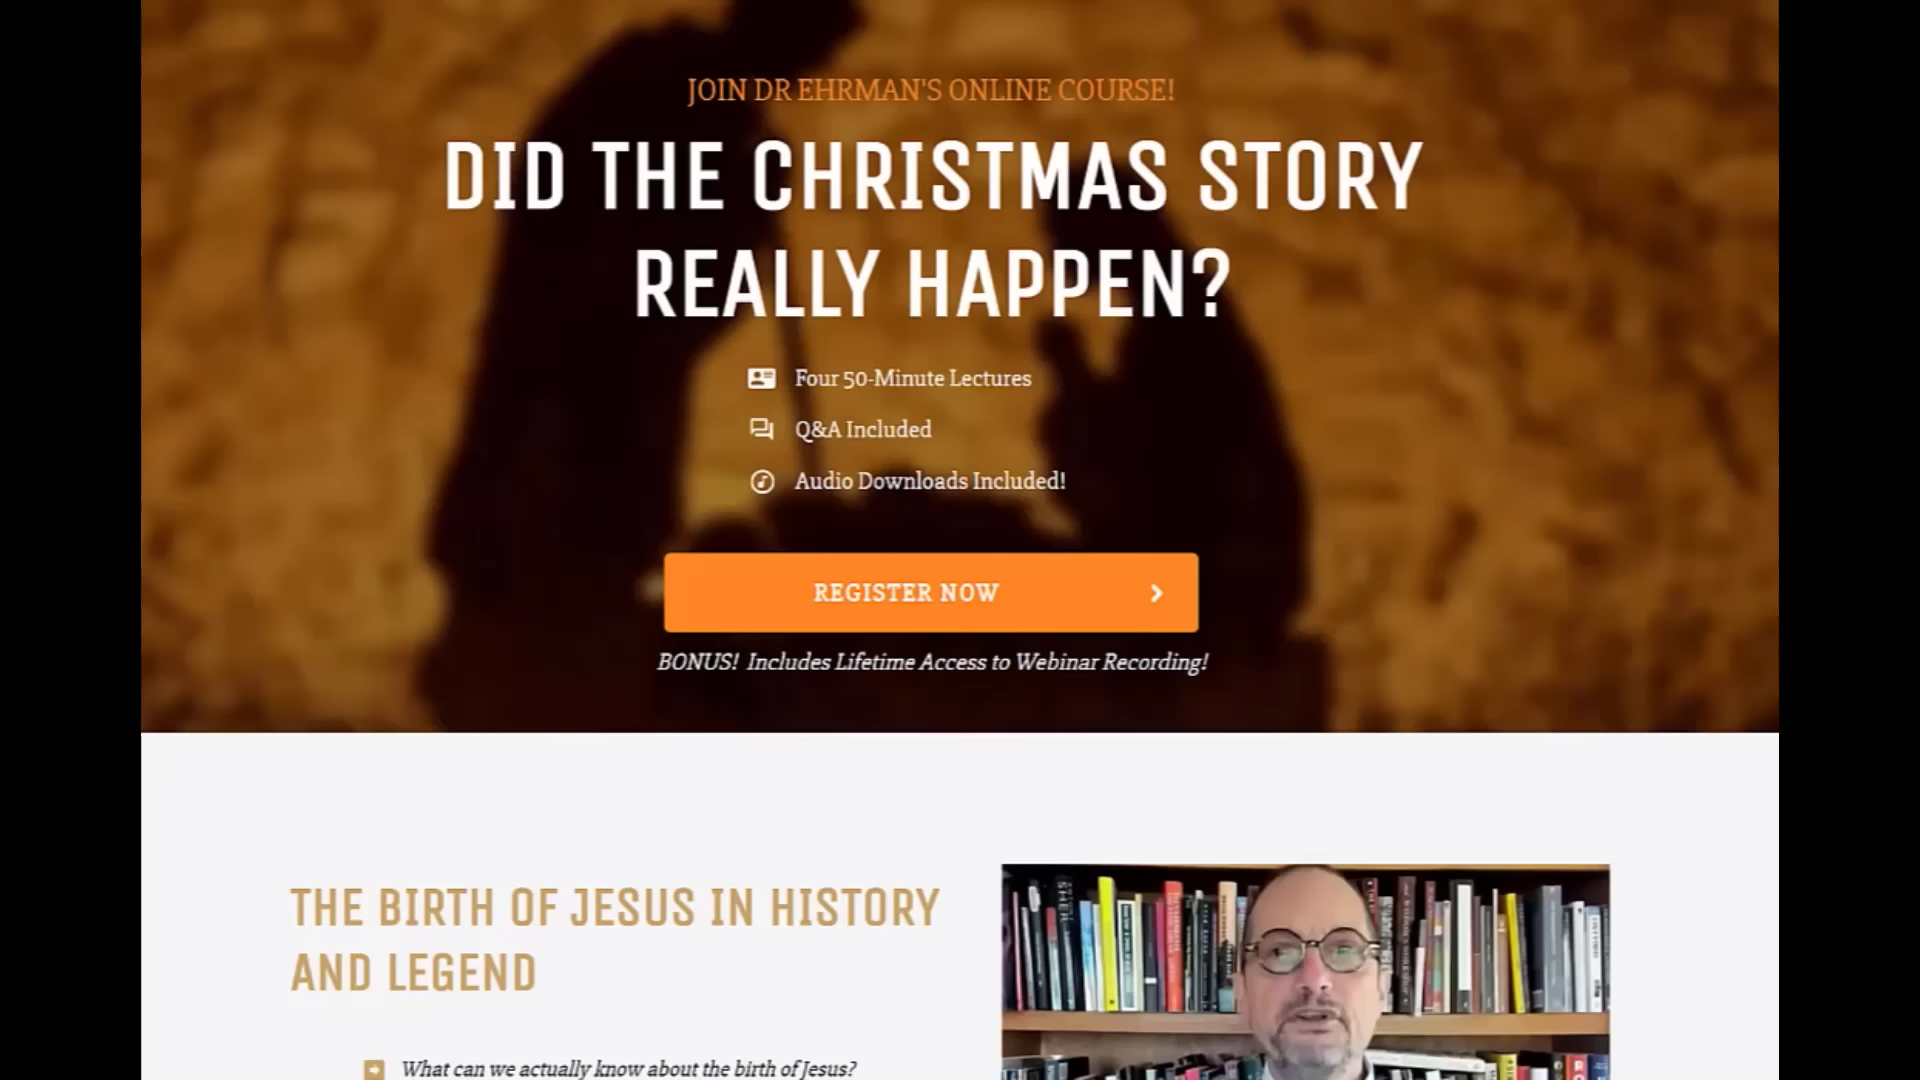 JOIN DR EHRMAN'S ONLINE COURSE!
DID THE CHRISTMAS STORY
REALLY HAPPEN?
Four 50-Minute Lectures
Q&A Included
Audio Downloads Included!
REGISTER NOW
BONUS! Includes Lifetime Access to Webinar Recording!
THE BIRTH OF JESUS IN HISTORY
AND LEGEND
What can we actually know about the birth of Jesus?